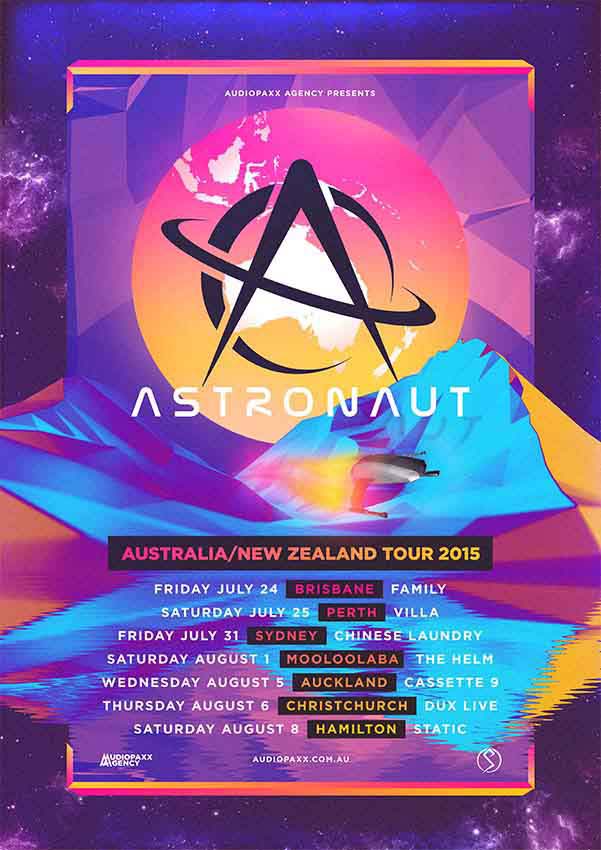 AUDIOPAXX AGENCY PRESENTS
ASTRONAUT
AUSTRALIA/NEW ZEALAND TOUR 2015
FRIDAY JULY 24 BRISBANE FAMILY
SATURDAY JULY 25 PERTH VILLA
FRIDAY JULY 31 SYDNEY CHINESE LAUNDRY
SATURDAY AUGUST 1 MOOLOOLABA THE HELM
WEDNESDAY AUGUST 5 AUCKLAND CASSETTE 9
THURSDAY AUGUST 6 CHRISTCHURCH DUX LIVE
SATURDAY AUGUST 8 HAMILTON STATIC
AUDIOPAXX
AGENCY
AUDIOPAXX.COM.AU